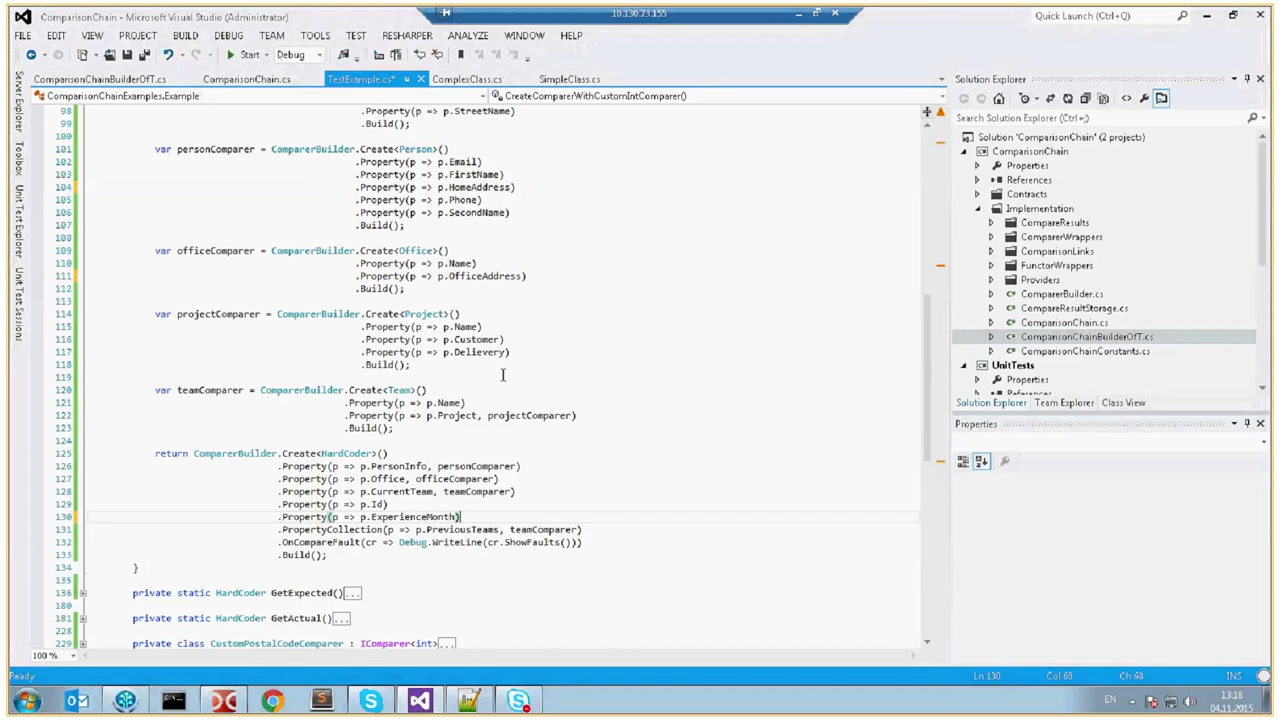 ComparisonChain - Microsoft Visual Studio (Administrator)
10.130.73.155
Quick Launch (Ctrl+;)
FILE EDIT VIEW PROJECT BUILD DEBUG TEAM TOOLS TEST RESHARPER ANALYZE WINDOW HELP
Start Debug
ComparisonChainBuilderOfT.cs ComparisonChain.cs TestExample.cs* ComplexClass.cs SimpleClass.cs
ComparisonChainExamples.Example CreateComparerWithCustomIntComparer()
98 .Property(p => p.StreetName)
99 .Build();
100
101 var personComparer = ComparerBuilder.Create<Person>()
102 .Property(p => p.Email)
103 .Property(p => p.FirstName)
104 .Property(p => p.HomeAddress)
105 .Property(p => p.Phone)
106 .Property(p => p.SecondName)
107 .Build();
108
109 var officeComparer = ComparerBuilder.Create<Office>()
110 .Property(p => p.Name)
111 .Property(p => p.OfficeAddress)
112 .Build();
113
114 var projectComparer = ComparerBuilder.Create<Project>()
115 .Property(p => p.Name)
116 .Property(p => p.Customer)
117 .Property(p => p.Delievery)
118 .Build();
119
120 var teamComparer = ComparerBuilder.Create<Team>()
121 .Property(p => p.Name)
122 .Property(p => p.Project, projectComparer)
123 .Build();
124
125 return ComparerBuilder.Create<HardCoder>()
126 .Property(p => p.PersonInfo, personComparer)
127 .Property(p => p.Office, officeComparer)
128 .Property(p => p.CurrentTeam, teamComparer)
129 .Property(p => p.Id)
130 .Property(p => p.ExperienceMonth)
131 .PropertyCollection(p => p.PreviousTeams, teamComparer)
132 .OnCompareFault(cr => Debug.WriteLine(cr.ShowFaults()))
133 .Build();
134 }
135
136 private static HardCoder GetExpected()...
180
181 private static HardCoder GetActual()...
228
229 private class CustomPostalCodeComparer : IComparer<int>...
100 %
Server Explorer
Toolbox
Unit Test Explorer
Unit Test Sessions
Solution Explorer
Search Solution Explorer (Ctrl+;)
Solution 'ComparisonChain' (2 projects)
ComparisonChain
Properties
References
Contracts
Implementation
CompareResults
ComparerWrappers
ComparisonLinks
FunctorWrappers
Providers
ComparerBuilder.cs
CompareResultStorage.cs
ComparisonChain.cs
ComparisonChainBuilderOfT.cs
ComparisonChainConstants.cs
UnitTests
Properties
References
Solution Explorer Team Explorer Class View
Properties
Ready Ln 130 Col 68 Ch 68 INS
EN 13:18
04.11.2015